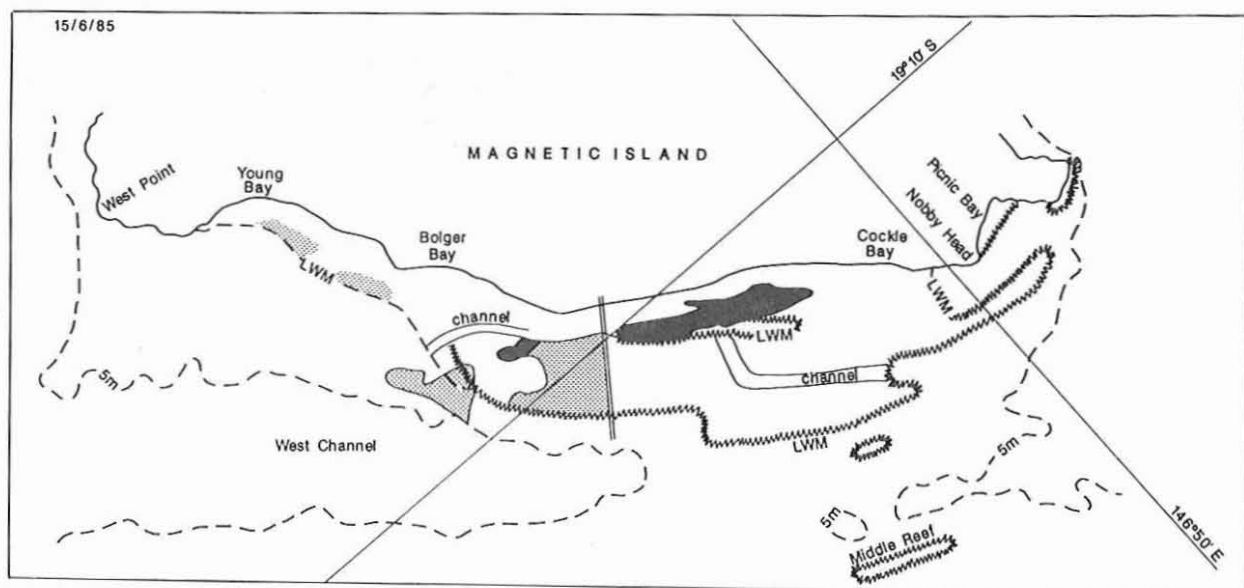 15/6/85
19°10' S
MAGNETIC ISLAND
West Point
Young
Bay
Bolger
Bay
Cockle
Bay
Nobby Head
Picnic Bay
LWM
LWM
channel
LWM
channel
5m
West Channel
LWM
5m
5m
Middle Reef
146°50' E